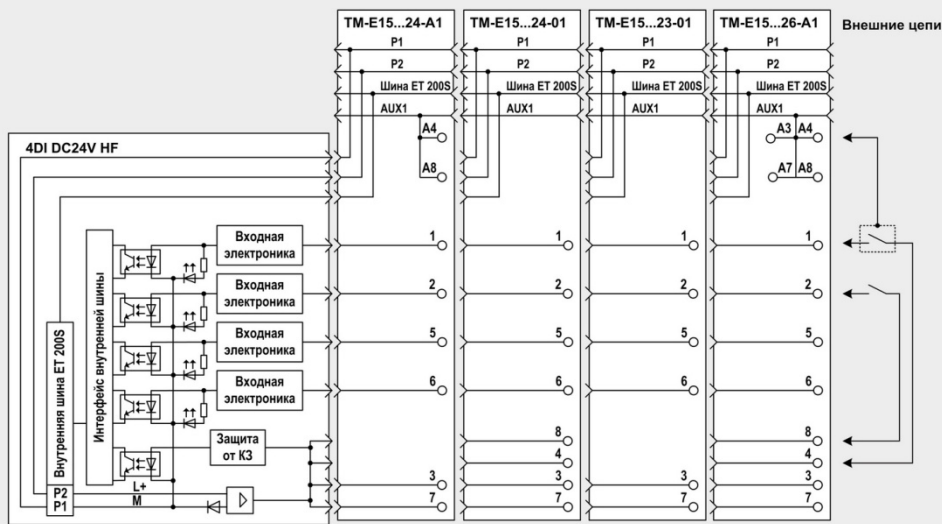 TM-E15...24-A1 TM-E15...24-01 TM-E15...23-01 TM-E15...26-A1 Внешние цепи
P1 P1 P1 P1
P2 P2 P2 P2
Шина ET 200S Шина ET 200S Шина ET 200S Шина ET 200S
AUX1 AUX1 AUX1 AUX1
A4 A3 A4
4DI DC24V HF
A8 A7 A8
Входная
электроника
1 1 1 1
Входная
электроника
2 2 2 2
Входная
электроника
5 5 5 5
Входная
электроника
6 6 6 6
Интерфейс внутренней шины
Внутренняя шина ET 200S
Защита
от КЗ
8 8
4 4
3 3 3 3
P2 L+
P1 M
7 7 7 7